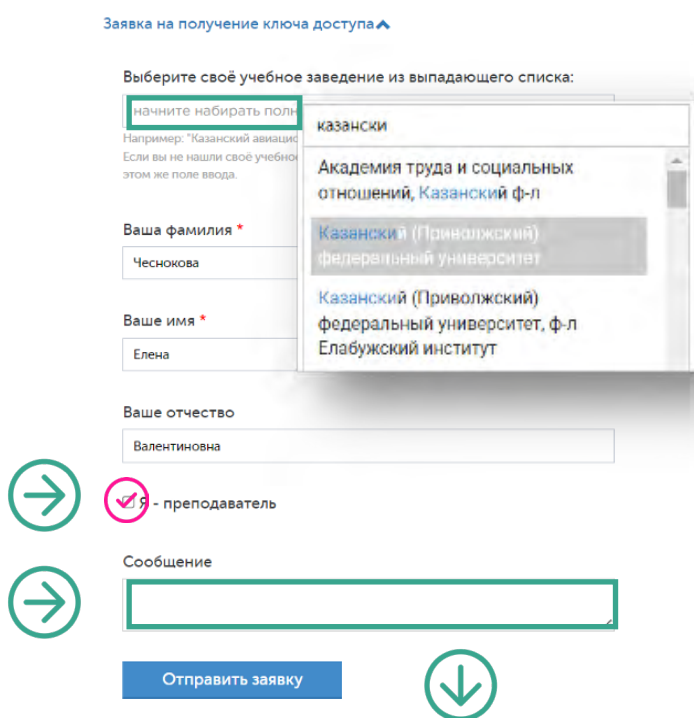 Заявка на получение ключа доступа
Выберите своё учебное заведение из выпадающего списка:
начните набирать полн
Например: "Казанский авиацио
Если вы не нашли своё учебное
этом же поле ввода.
казански
Академия труда и социальных
отношений, Казанский ф-л
Казанский (Приволжский)
федеральный университет
Казанский (Приволжский)
федеральный университет, ф-л
Елабужский институт
Ваша фамилия *
Чеснокова
Ваше имя *
Елена
Ваше отчество
Валентиновна
Я - преподаватель
Сообщение
Отправить заявку